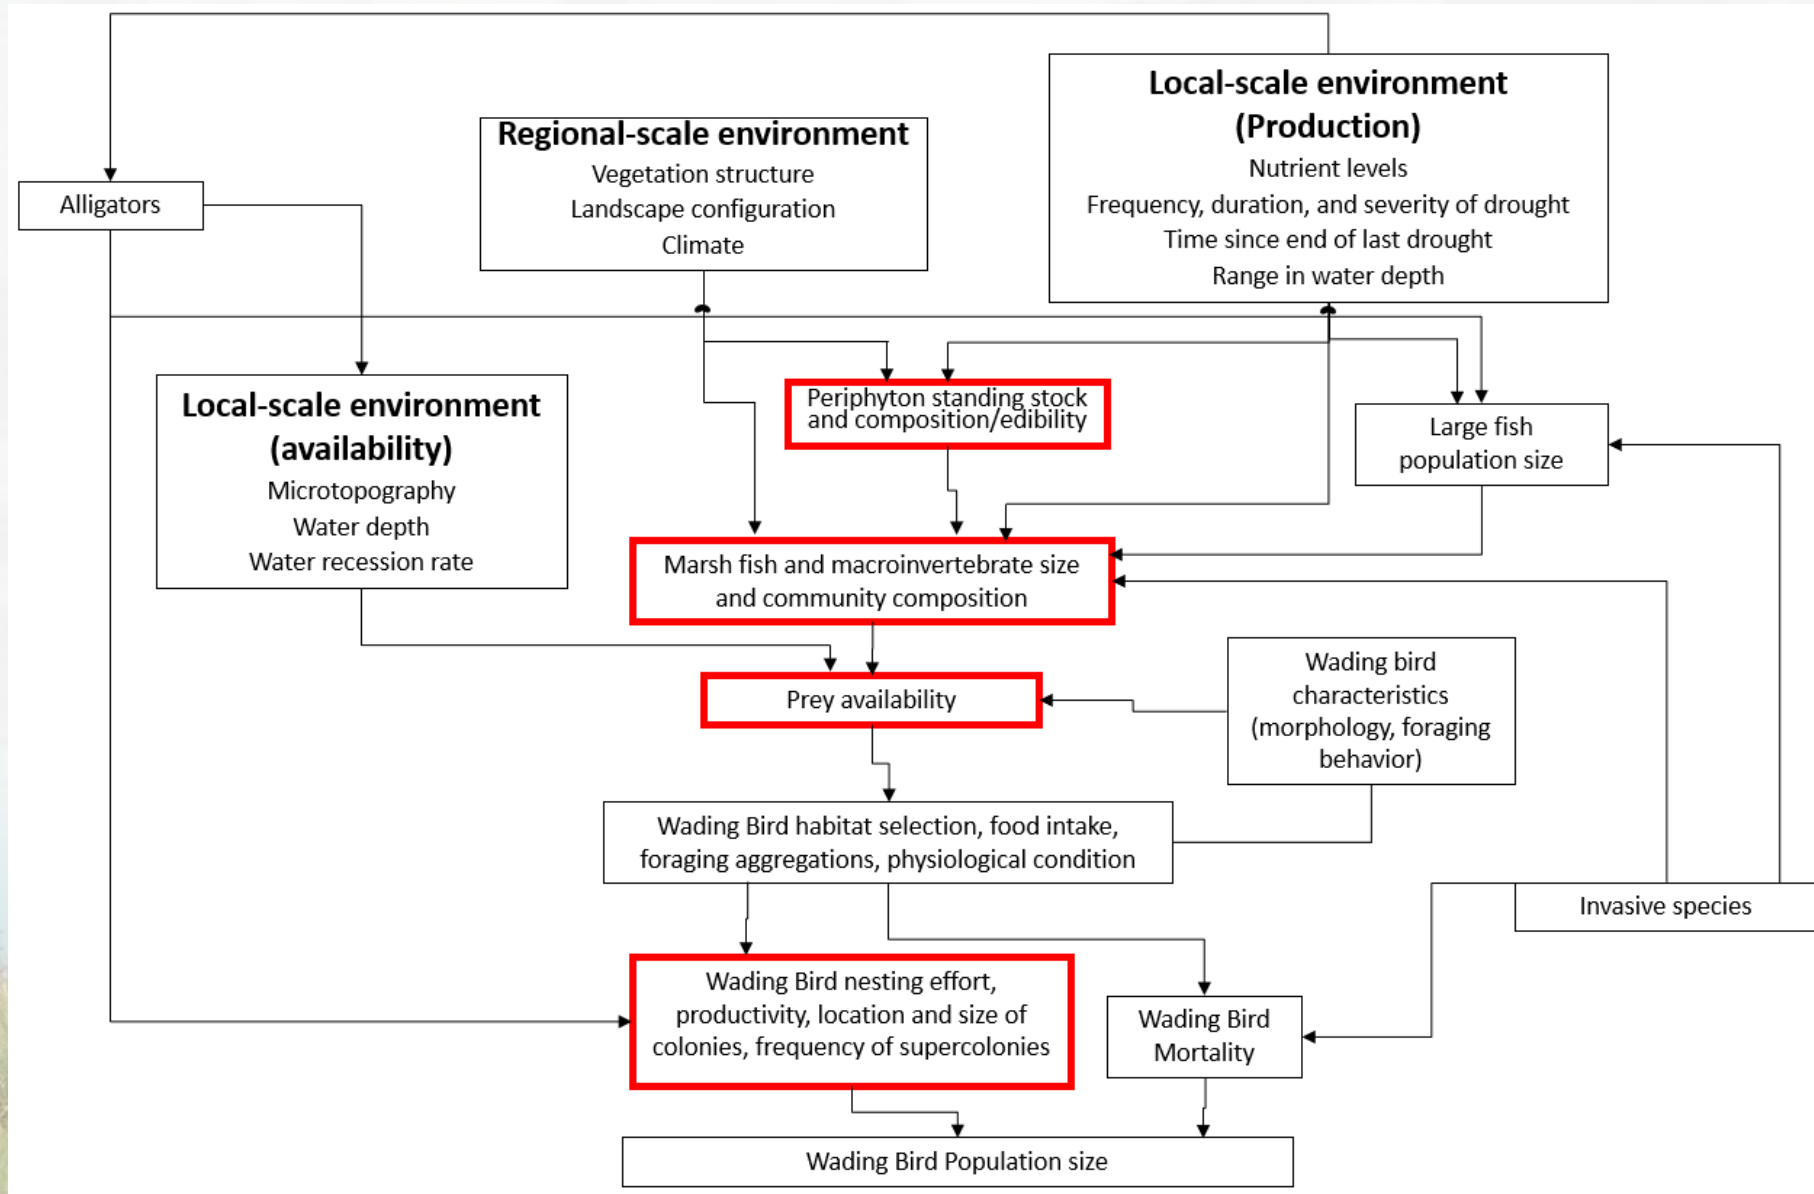 Local-scale environment
(Production)
Nutrient levels
Frequency, duration, and severity of drought
Time since end of last drought
Range in water depth
Regional-scale environment
Vegetation structure
Landscape configuration
Climate
Alligators
Local-scale environment
(availability)
Microtopography
Water depth
Water recession rate
Periphyton standing stock
and composition/edibility
Large fish
population size
Marsh fish and macroinvertebrate size
and community composition
Prey availability
Wading bird
characteristics
(morphology, foraging
behavior)
Wading Bird habitat selection, food intake,
foraging aggregations, physiological condition
Invasive species
Wading Bird nesting effort,
productivity, location and size of
colonies, frequency of supercolonies
Wading Bird
Mortality
Wading Bird Population size